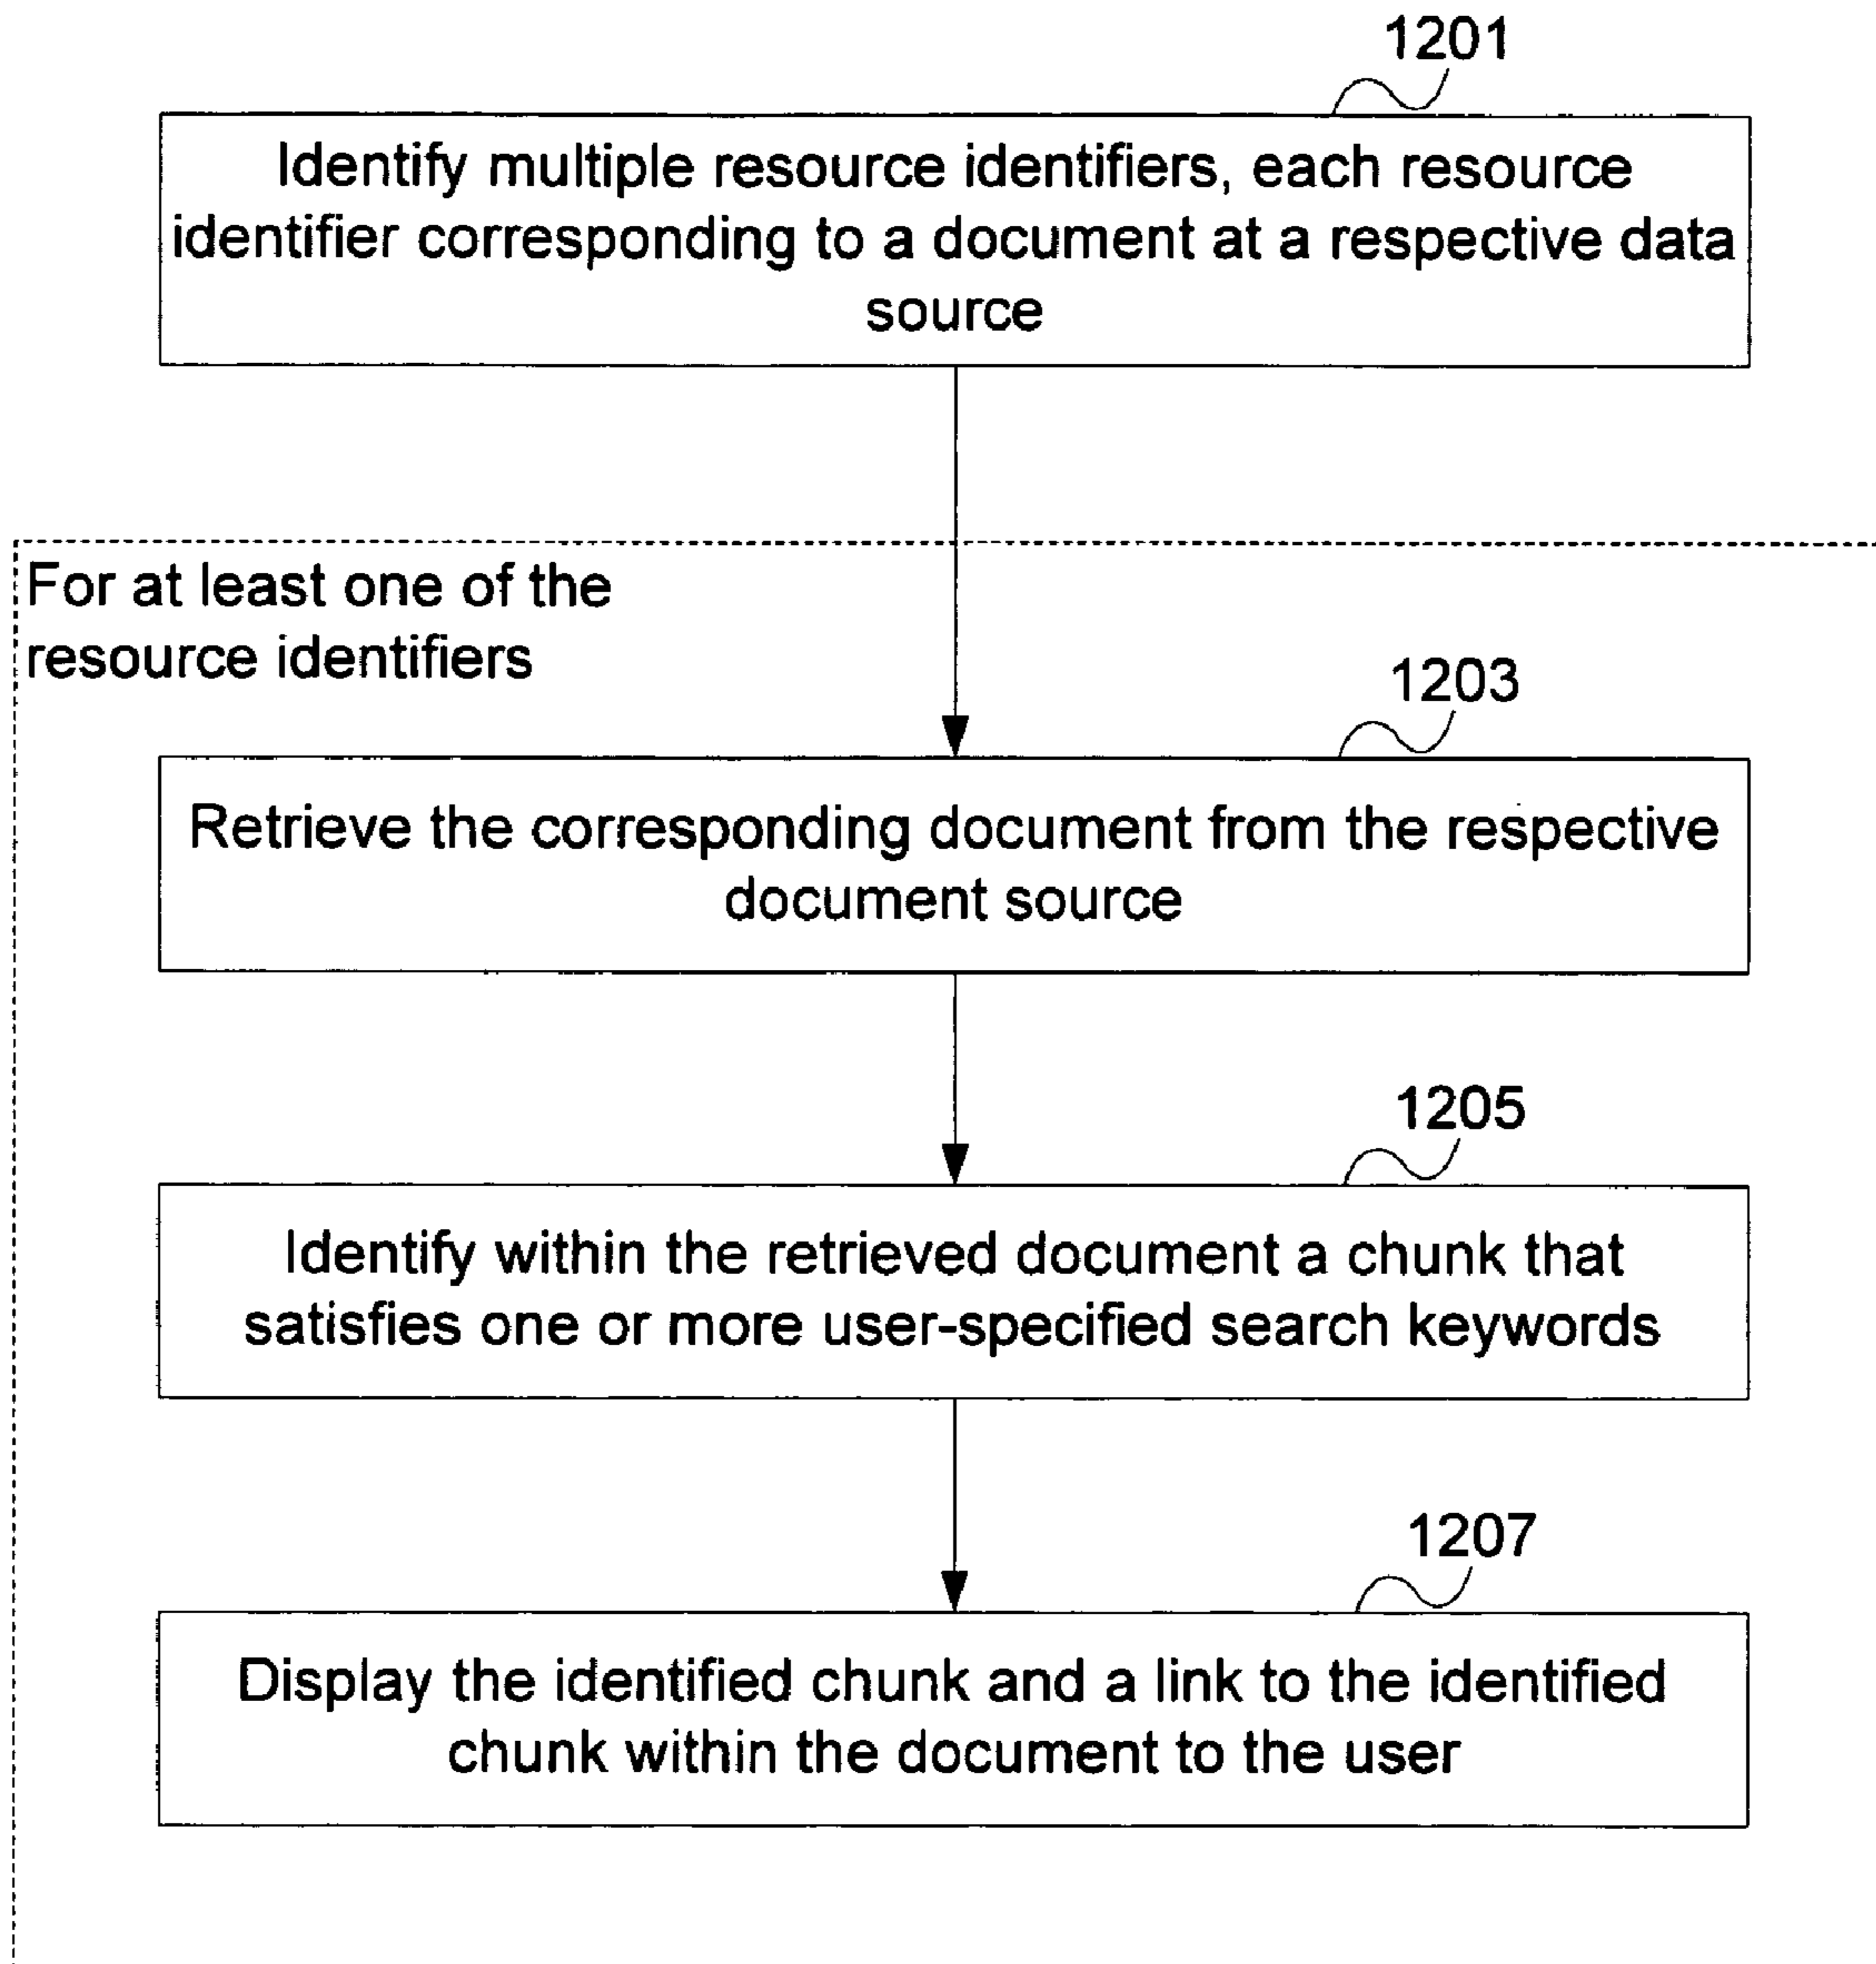 1201
Identify multiple resource identifiers, each resource
identifier corresponding to a document at a respective data
source
For at least one of the
resource identifiers
1203
Retrieve the corresponding document from the respective
document source
1205
Identify within the retrieved document a chunk that
satisfies one or more user-specified search keywords
1207
Display the identified chunk and a link to the identified
chunk within the document to the user